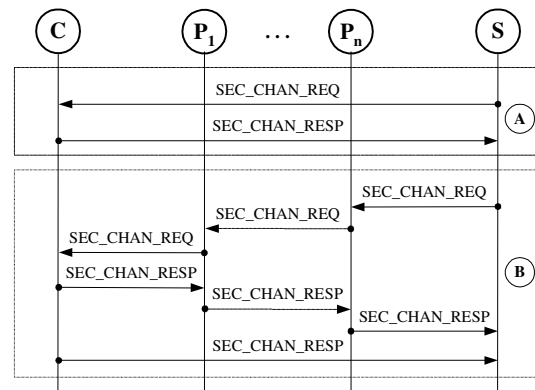 C P1 ... Pn S
SEC_CHAN_REQ
A
SEC_CHAN_RESP
SEC_CHAN_REQ
SEC_CHAN_REQ
SEC_CHAN_REQ
B
SEC_CHAN_RESP
SEC_CHAN_RESP
SEC_CHAN_RESP
SEC_CHAN_RESP